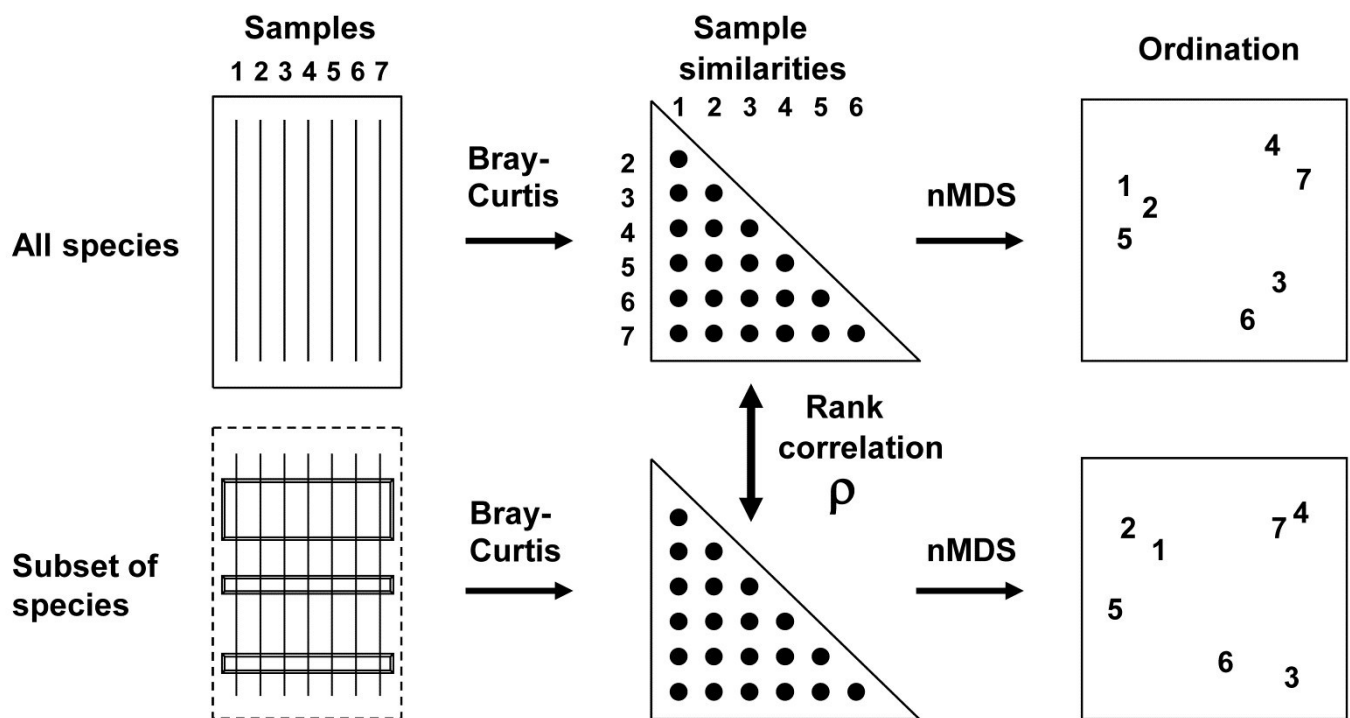 Samples
1 2 3 4 5 6 7
Sample
similarities
1 2 3 4 5 6
Ordination
All species
Bray-
Curtis
2
3
4
5
6
7
nMDS
4
7
1
2
5
3
6
Rank
correlation
ρ
Subset of
species
Bray-
Curtis
nMDS
2
1
7
4
5
6
3